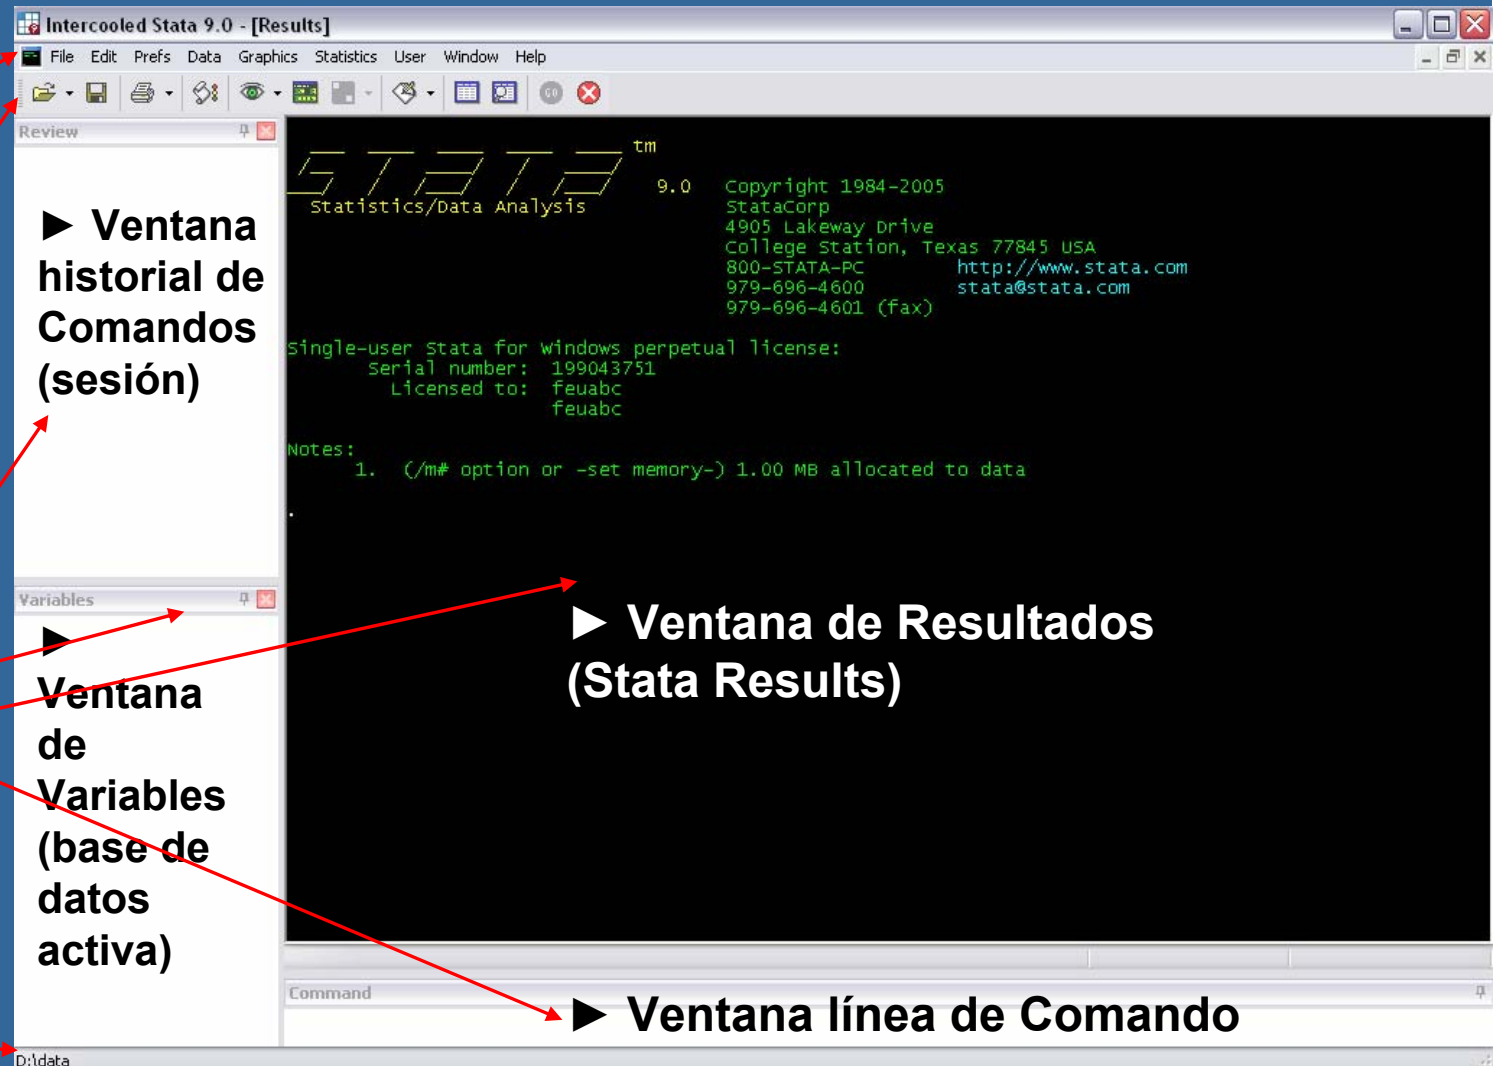 Intercooled Stata 9.0 - [Results]
File Edit Prefs Data Graphics Statistics User Window Help
Review
► Ventana
historial de
Comandos
(sesión)
Variables
►
Ventana
de
Variables
(base de
datos
activa)
STATA tm
9.0 Copyright 1984-2005
Statistics/Data Analysis StataCorp
4905 Lakeway Drive
College Station, Texas 77845 USA
800-STATA-PC http://www.stata.com
979-696-4600 stata@stata.com
979-696-4601 (fax)
Single-user Stata for Windows perpetual license:
Serial number: 199043751
Licensed to: feuabc
feuabc
Notes:
1. (/m# option or -set memory-) 1.00 MB allocated to data
.
► Ventana de Resultados
(Stata Results)
Command
► Ventana línea de Comando
D:\data